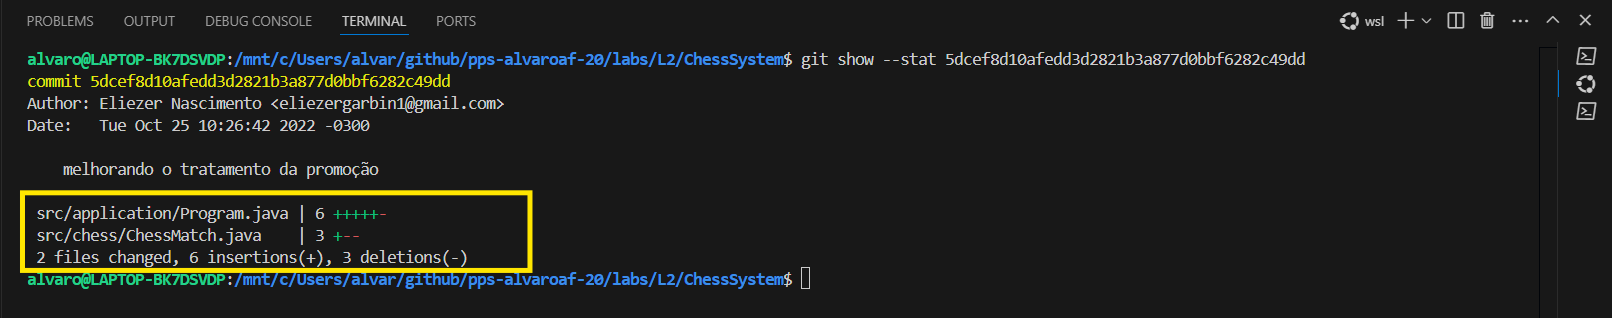 PROBLEMS OUTPUT DEBUG CONSOLE TERMINAL PORTS wsl
alvaro@LAPTOP-BK7DSVDP:/mnt/c/Users/alvar/github/pps-alvaroaf-20/labs/L2/ChessSystem$ git show --stat 5dcef8d10afedd3d2821b3a877d0bbf6282c49dd
commit 5dcef8d10afedd3d2821b3a877d0bbf6282c49dd
Author: Eliezer Nascimento <eliezergarbin1@gmail.com>
Date:   Tue Oct 25 10:26:42 2022 -0300
melhorando o tratamento da promoção
src/application/Program.java | 6 +++++-
src/chess/ChessMatch.java    | 3 +--
2 files changed, 6 insertions(+), 3 deletions(-)
alvaro@LAPTOP-BK7DSVDP:/mnt/c/Users/alvar/github/pps-alvaroaf-20/labs/L2/ChessSystem$